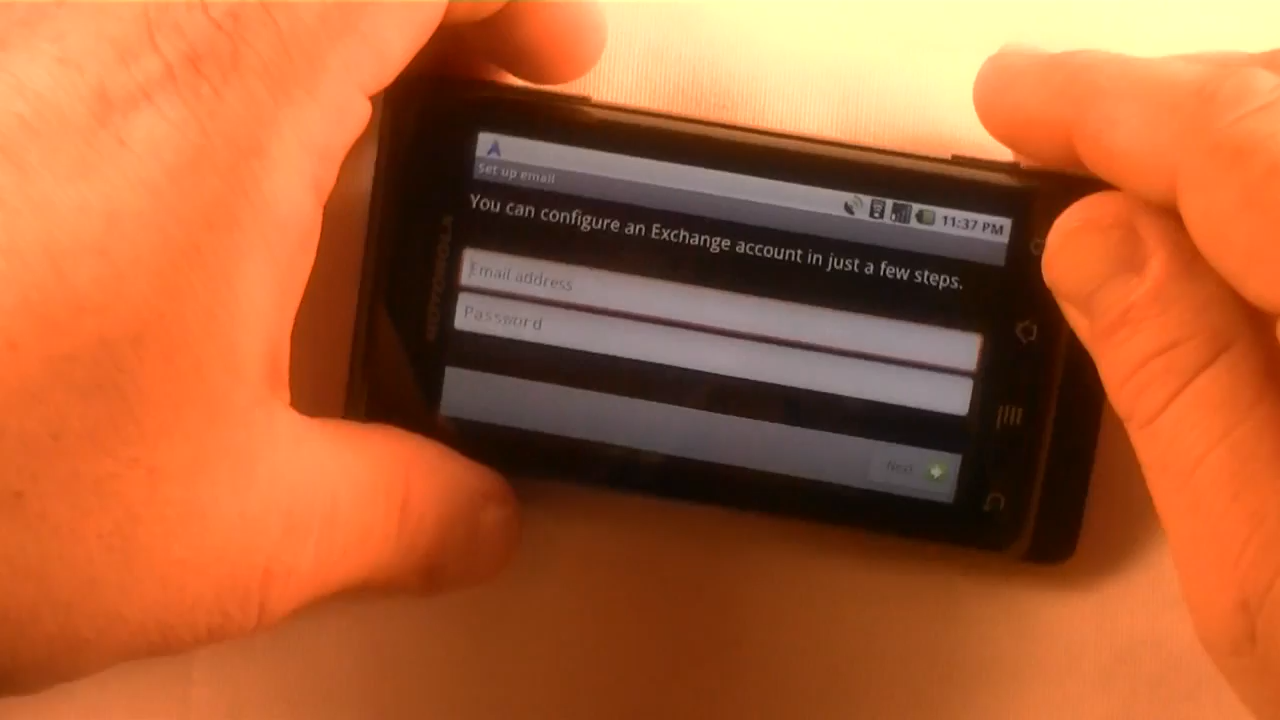 Set up email
11:37 PM
You can configure an Exchange account in just a few steps.
Email address
Password
Next
MOTOROLA